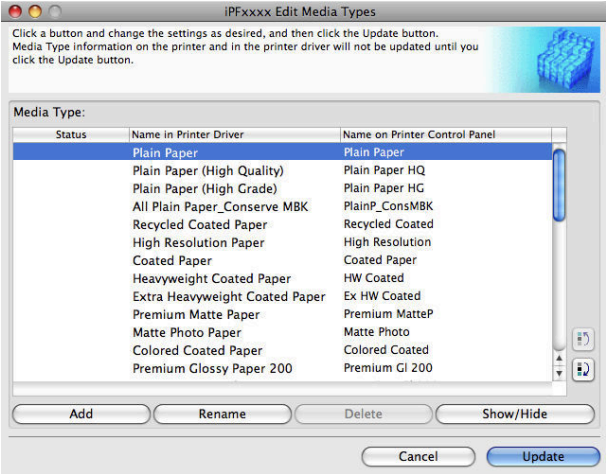 iPFxxxx Edit Media Types
Click a button and change the settings as desired, and then click the Update button.
Media Type information on the printer and in the printer driver will not be updated until you
click the Update button.
Media Type:
Status Name in Printer Driver Name on Printer Control Panel
Plain Paper Plain Paper
Plain Paper (High Quality) Plain Paper HQ
Plain Paper (High Grade) Plain Paper HG
All Plain Paper_Conserve MBK PlainP_ConsMBK
Recycled Coated Paper Recycled Coated
High Resolution Paper High Resolution
Coated Paper Coated Paper
Heavyweight Coated Paper HW Coated
Extra Heavyweight Coated Paper Ex HW Coated
Premium Matte Paper Premium MatteP
Matte Photo Paper Matte Photo
Colored Coated Paper Colored Coated
Premium Glossy Paper 200 Premium Gl 200
Add Rename Delete Show/Hide
Cancel Update